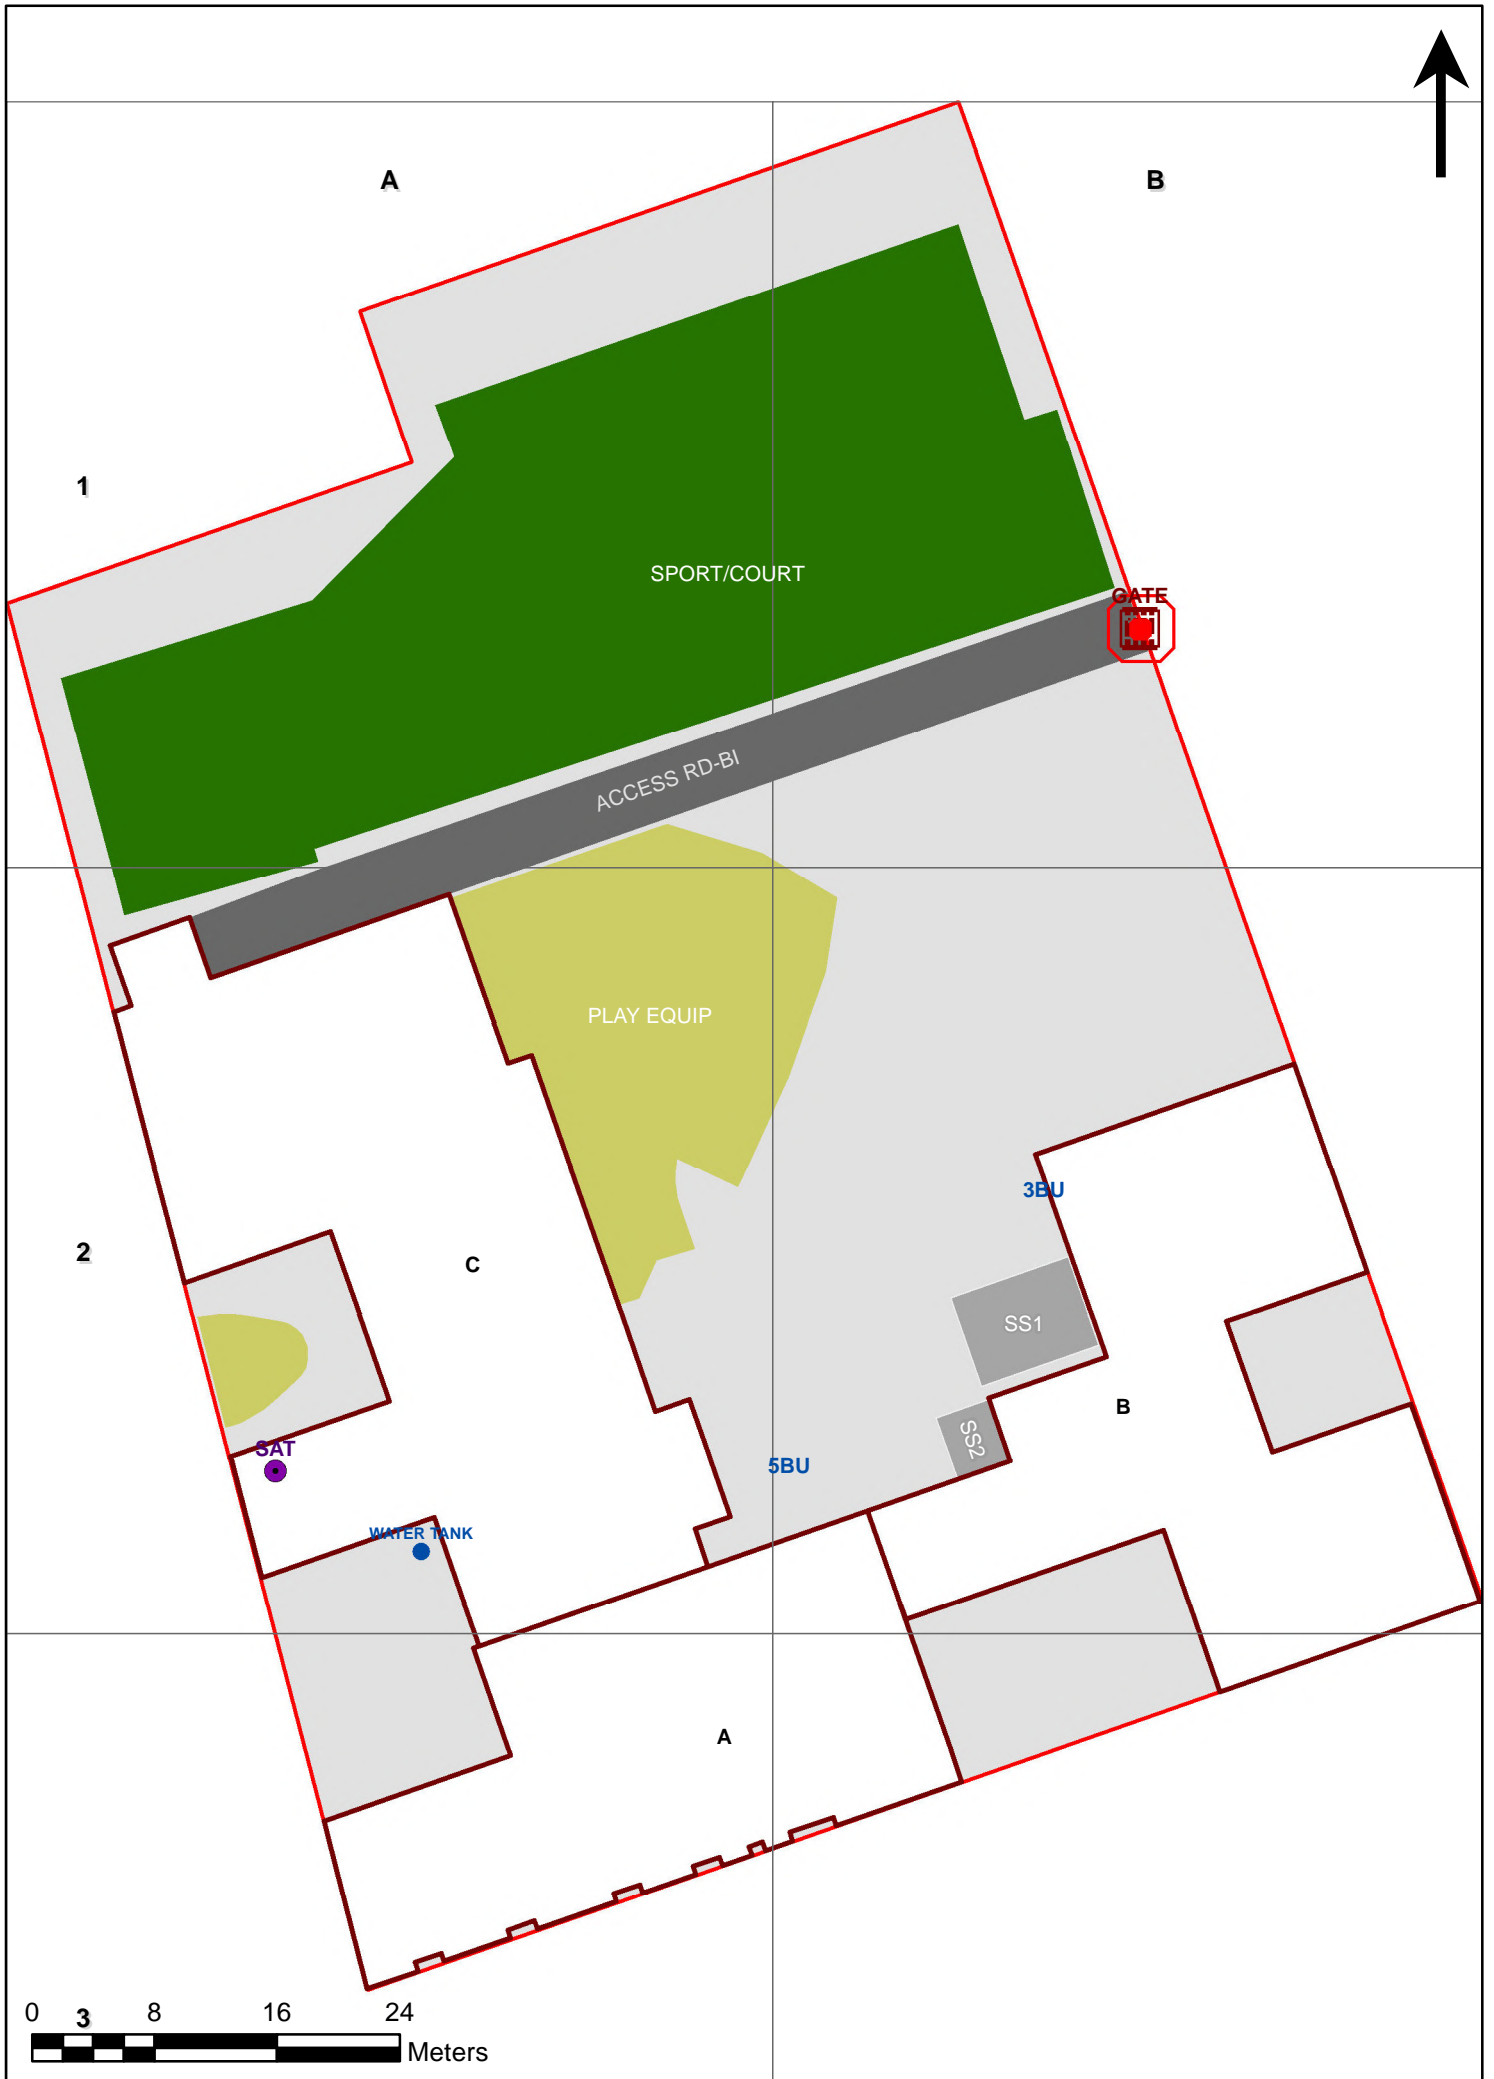 A
B
1
SPORT/COURT
GATE
ACCESS RD-BI
PLAY EQUIP
3BU
2
C
SS1
B
SS2
SAT
5BU
WATER TANK
A
0 3 8 16 24
Meters